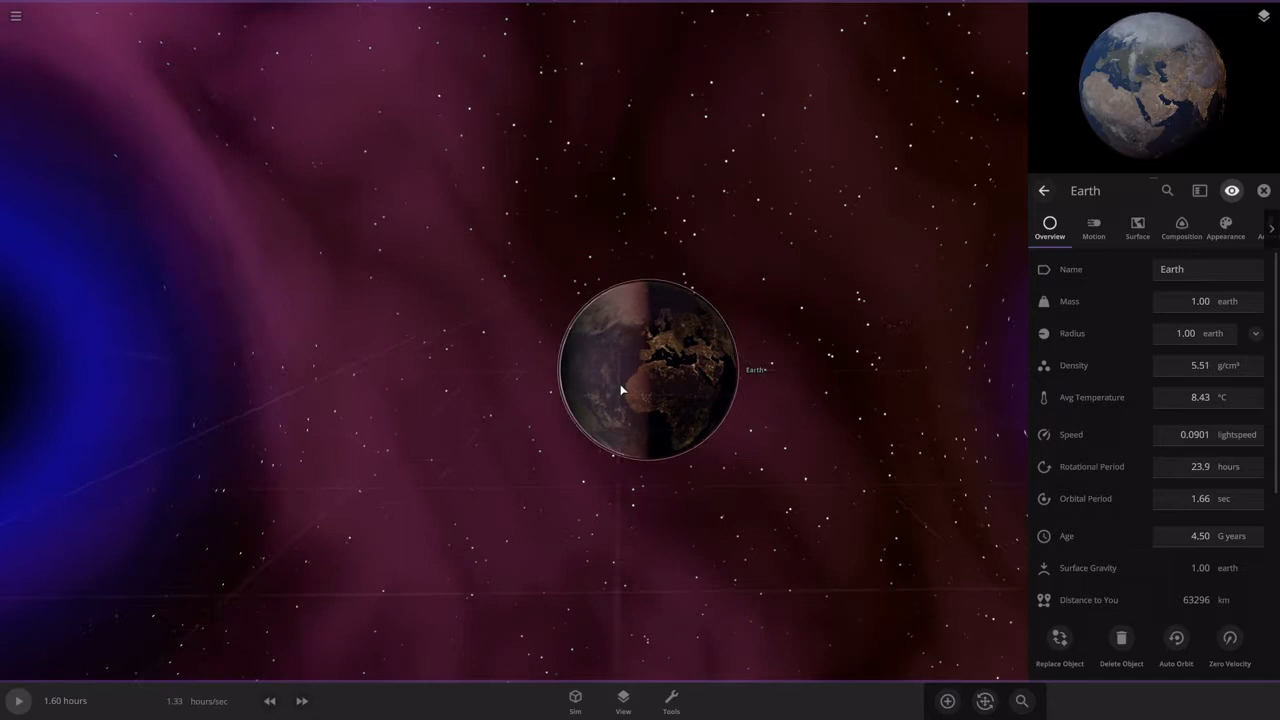 Earth
Overview Motion Surface Composition Appearance
Name Earth
Mass 1.00 earth
Radius 1.00 earth
Density 5.51 g/cm³
Avg Temperature 8.43 °C
Earth
Speed 0.0901 lightspeed
Rotational Period 23.9 hours
Orbital Period 1.66 sec
Age 4.50 G years
Surface Gravity 1.00 earth
Distance to You 63296 km
Replace Object Delete Object Auto Orbit Zero Velocity
1.60 hours 1.33 hours/sec
Sim View Tools